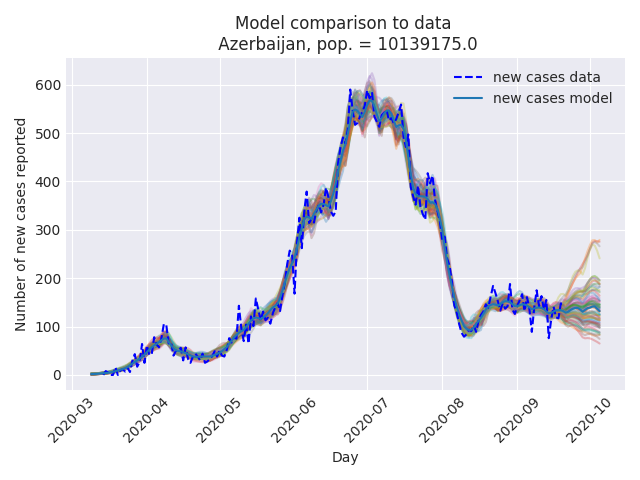 Model comparison to data
Azerbaijan, pop. = 10139175.0
new cases data
new cases model
Number of new cases reported
600
500
400
300
200
100
0
2020-03
2020-04
2020-05
2020-06
2020-07
2020-08
2020-09
2020-10
Day